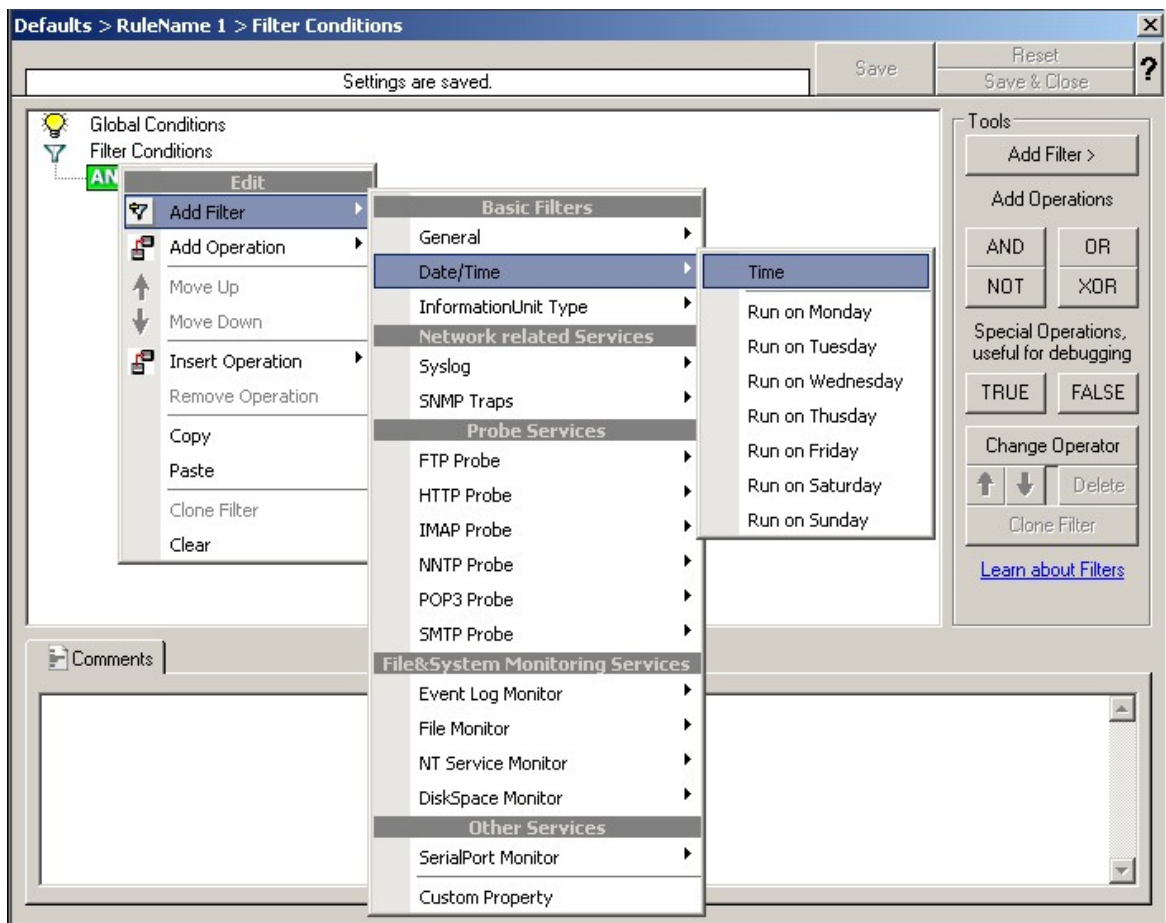 Defaults > RuleName 1 > Filter Conditions
Settings are saved.
Save
Reset
Save & Close
?
Global Conditions
Filter Conditions
AN
Edit
Add Filter
Add Operation
Move Up
Move Down
Insert Operation
Remove Operation
Copy
Paste
Clone Filter
Clear
Basic Filters
General
Date/Time
InformationUnit Type
Network related Services
Syslog
SNMP Traps
Probe Services
FTP Probe
HTTP Probe
IMAP Probe
NNTP Probe
POP3 Probe
SMTP Probe
File&System Monitoring Services
Event Log Monitor
File Monitor
NT Service Monitor
DiskSpace Monitor
Other Services
SerialPort Monitor
Custom Property
Time
Run on Monday
Run on Tuesday
Run on Wednesday
Run on Thusday
Run on Friday
Run on Saturday
Run on Sunday
Tools
Add Filter >
Add Operations
AND OR
NOT XOR
Special Operations,
useful for debugging
TRUE FALSE
Change Operator
Delete
Clone Filter
Learn about Filters
Comments